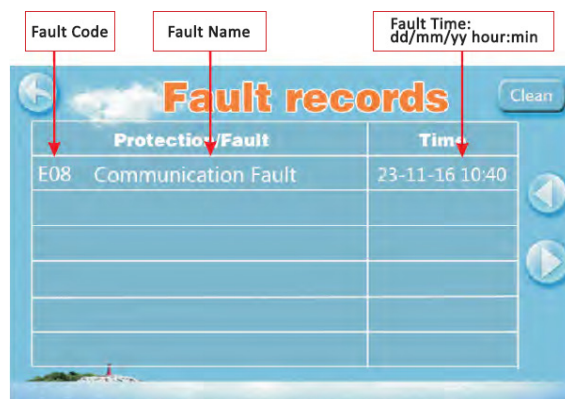 Fault Code
Fault Name
Fault Time:
dd/mm/yy hour:min
Fault records
Clean
Protection/Fault
Time
E08 Communication Fault
23-11-16 10:40